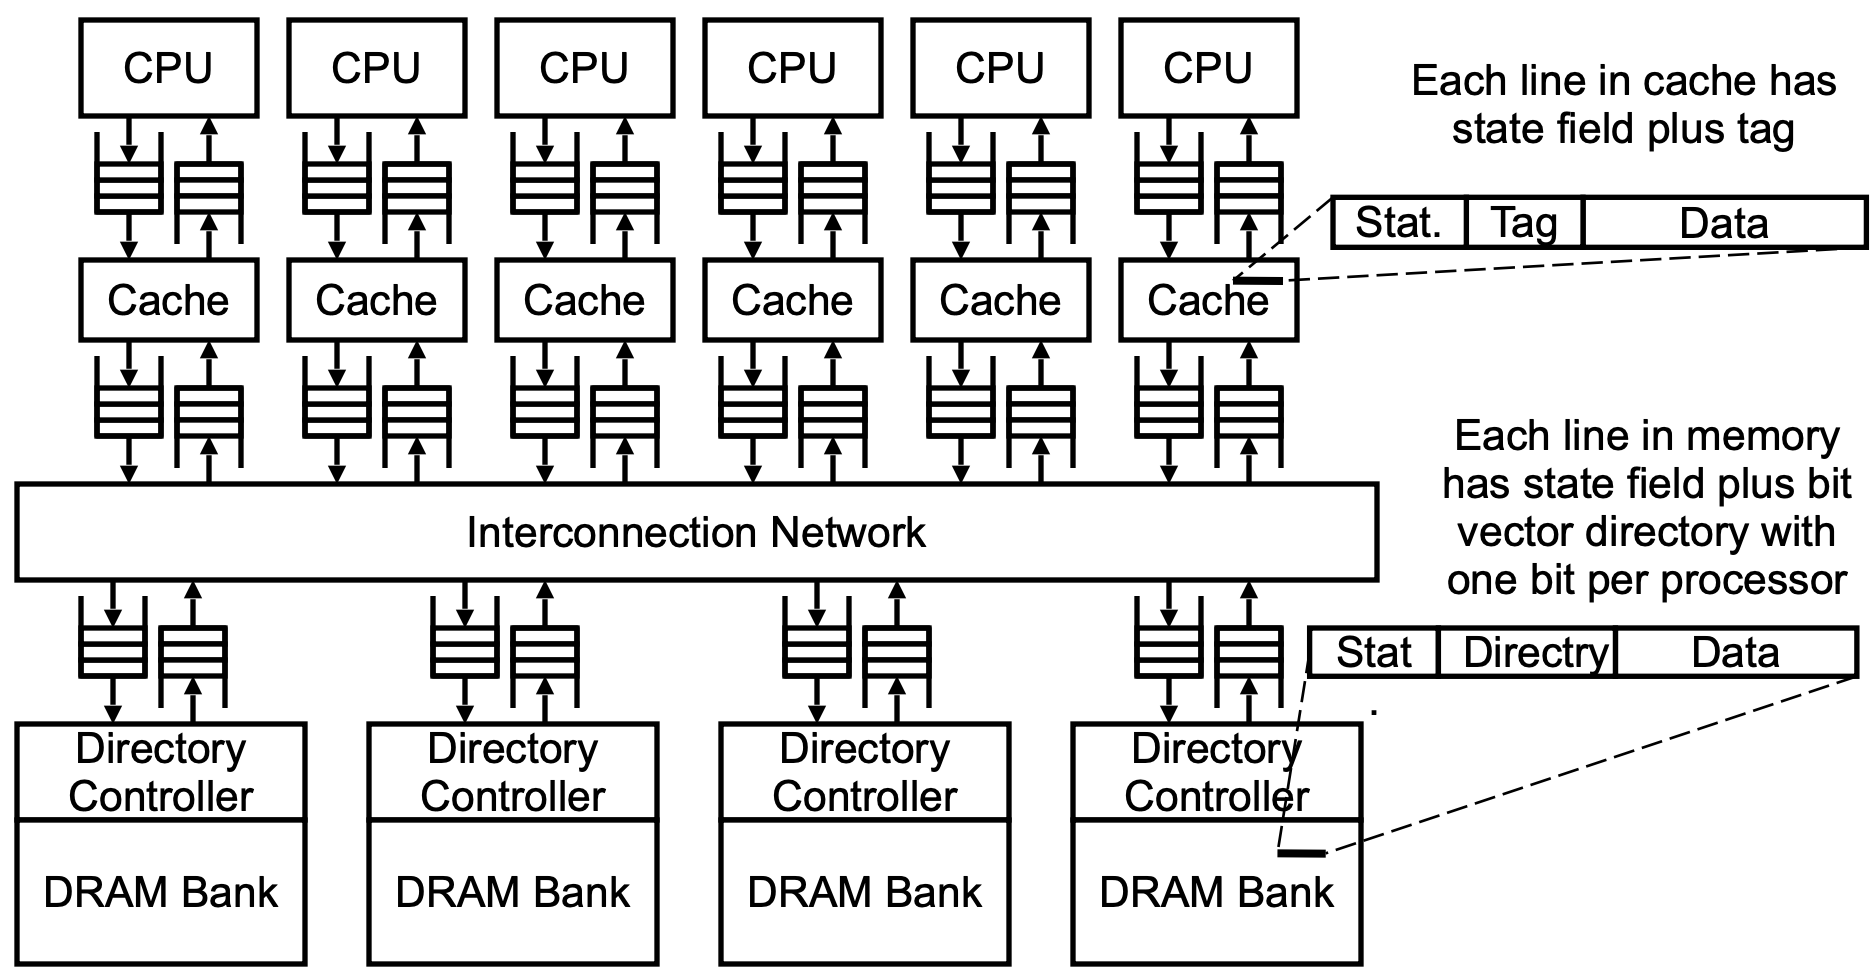 CPU CPU CPU CPU CPU CPU
Each line in cache has
state field plus tag
Stat. Tag Data
Cache Cache Cache Cache Cache Cache
Each line in memory
has state field plus bit
vector directory with
one bit per processor
Interconnection Network
Stat Directry Data
.
Directory Directory Directory Directory
Controller Controller Controller Controller
DRAM Bank DRAM Bank DRAM Bank DRAM Bank